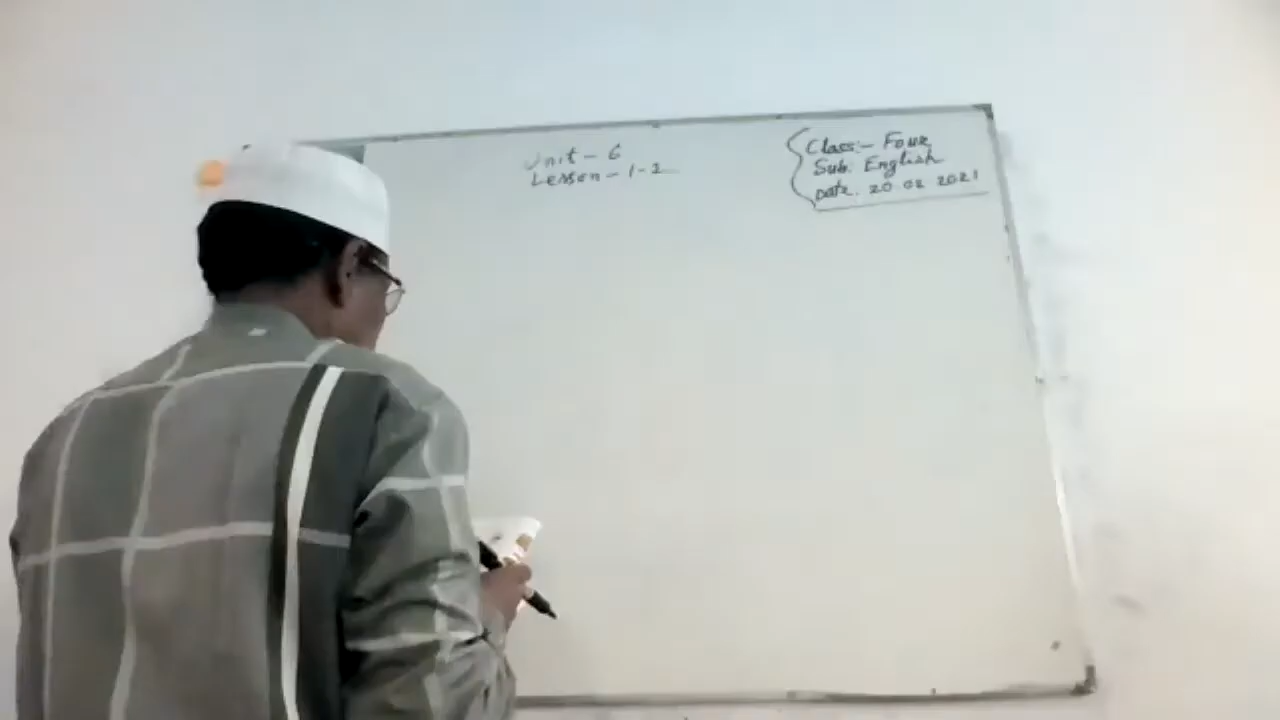 Unit - 6
Lesson - 1-2
Class:- Four
Sub. English
Date. 20 02 2021